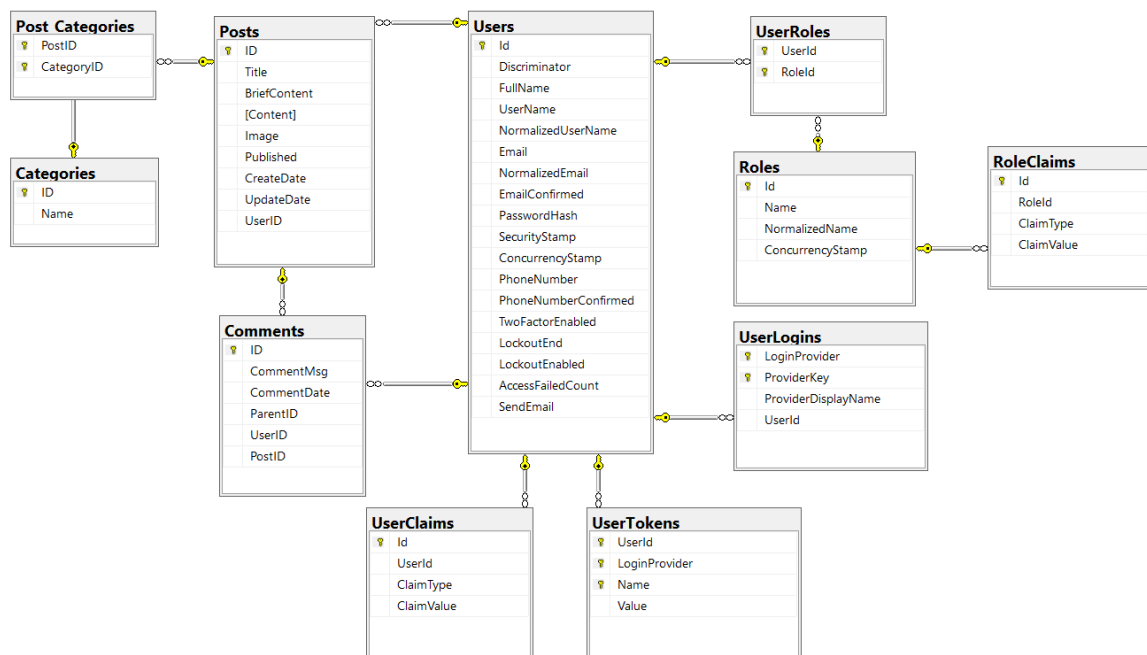 Post_Categories
PostID
CategoryID
Categories
ID
Name
Posts
ID
Title
BriefContent
[Content]
Image
Published
CreateDate
UpdateDate
UserID
Comments
ID
CommentMsg
CommentDate
ParentID
UserID
PostID
Users
Id
Discriminator
FullName
UserName
NormalizedUserName
Email
NormalizedEmail
EmailConfirmed
PasswordHash
SecurityStamp
ConcurrencyStamp
PhoneNumber
PhoneNumberConfirmed
TwoFactorEnabled
LockoutEnd
LockoutEnabled
AccessFailedCount
SendEmail
UserRoles
UserId
RoleId
Roles
Id
Name
NormalizedName
ConcurrencyStamp
RoleClaims
Id
RoleId
ClaimType
ClaimValue
UserLogins
LoginProvider
ProviderKey
ProviderDisplayName
UserId
UserClaims
Id
UserId
ClaimType
ClaimValue
UserTokens
UserId
LoginProvider
Name
Value